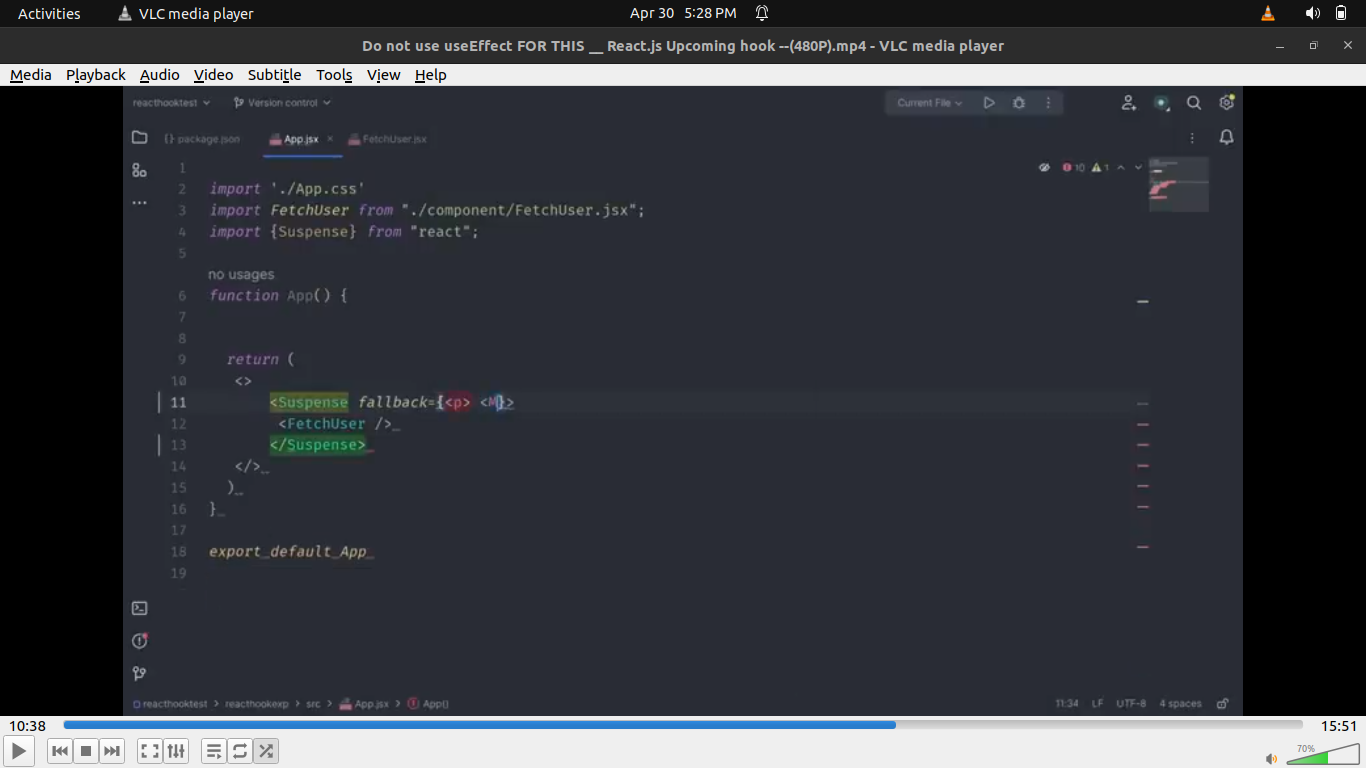 Activities VLC media player Apr 30 5:28 PM
Do not use useEffect FOR THIS __ React.js Upcoming hook --(480P).mp4 - VLC media player
Media Playback Audio Video Subtitle Tools View Help
reacthooktest Version control Current File
{} package.json App.jsx × FetchUser.jsx
1 10 1
2 import './App.css'
3 import FetchUser from "./component/FetchUser.jsx";
4 import {Suspense} from "react";
5
no usages
6 function App() {
7
8
9 return (
10 <>
11 <Suspense fallback={<p> <M}>
12 <FetchUser />
13 </Suspense>
14 </>
15 )
16 }
17
18 export default App
19
reacthooktest > reacthookexp > src > App.jsx > App() 11:34 LF UTF-8 4 spaces
10:38 15:51
70%